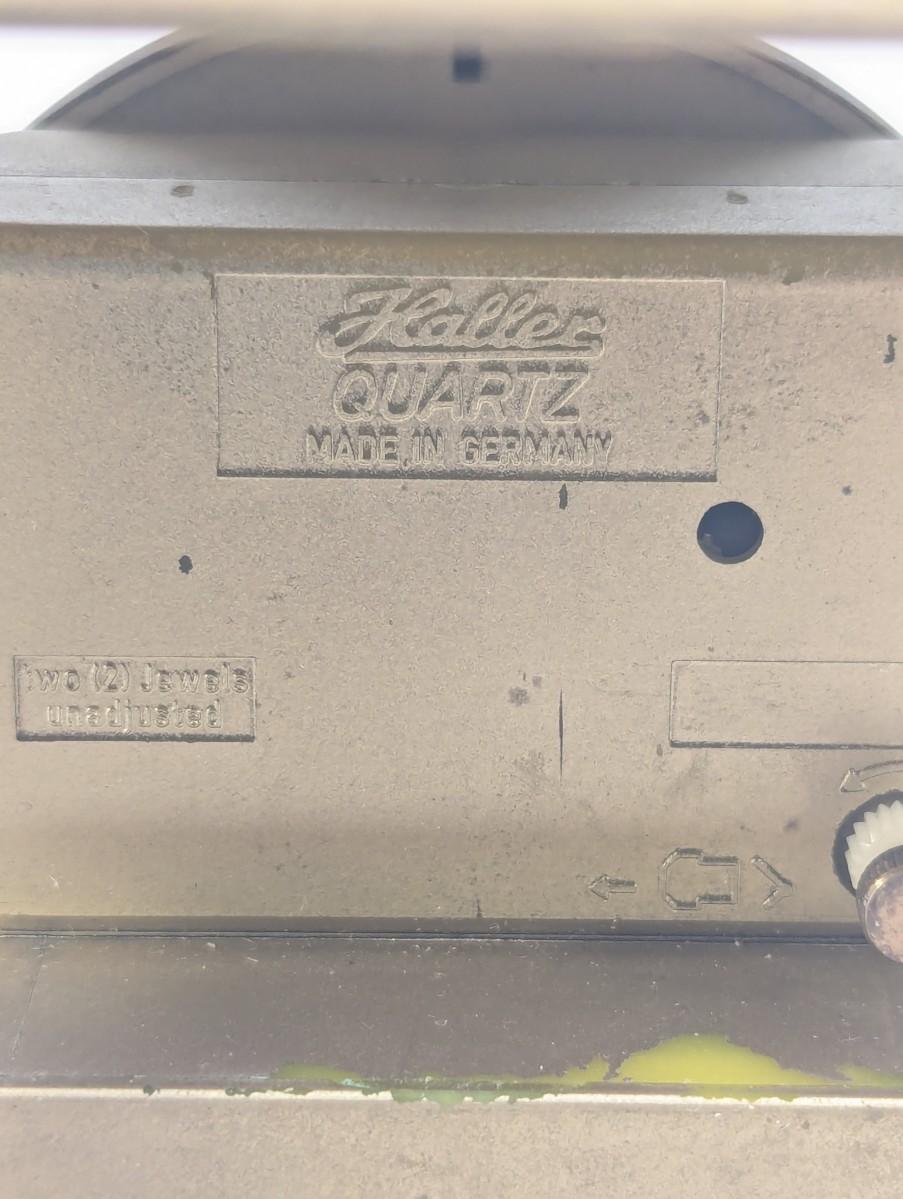 Haller
QUARTZ
MADE IN GERMANY
two (2) Jewels
unadjusted